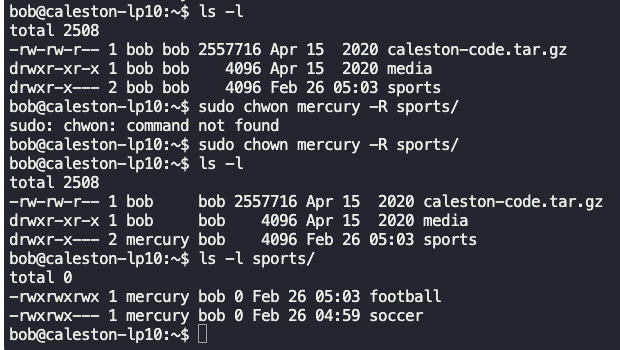 bob@caleston-lp10:~$ ls -l
total 2508
-rw-rw-r-- 1 bob bob 2557716 Apr 15  2020 caleston-code.tar.gz
drwxr-xr-x 1 bob bob    4096 Apr 15  2020 media
drwxr-x--- 2 bob bob    4096 Feb 26 05:03 sports
bob@caleston-lp10:~$ sudo chwon mercury -R sports/
sudo: chwon: command not found
bob@caleston-lp10:~$ sudo chown mercury -R sports/
bob@caleston-lp10:~$ ls -l
total 2508
-rw-rw-r-- 1 bob     bob 2557716 Apr 15  2020 caleston-code.tar.gz
drwxr-xr-x 1 bob     bob    4096 Apr 15  2020 media
drwxr-x--- 2 mercury bob    4096 Feb 26 05:03 sports
bob@caleston-lp10:~$ ls -l sports/
total 0
-rwxrwxrwx 1 mercury bob 0 Feb 26 05:03 football
-rwxrwx--- 1 mercury bob 0 Feb 26 04:59 soccer
bob@caleston-lp10:~$